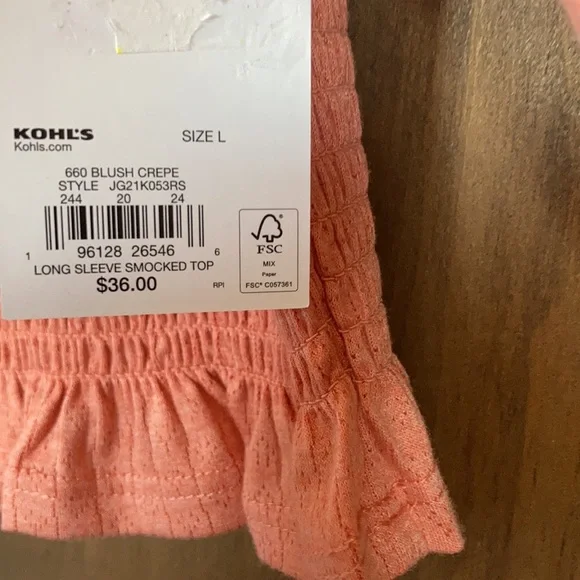 KOHL'S
Kohls.com
SIZE L
660 BLUSH CREPE
STYLE JG21K053RS
244 20 24
1 96128 26546 6
LONG SLEEVE SMOCKED TOP
$36.00
RPI
FSC
MIX
Paper
FSC® C057361